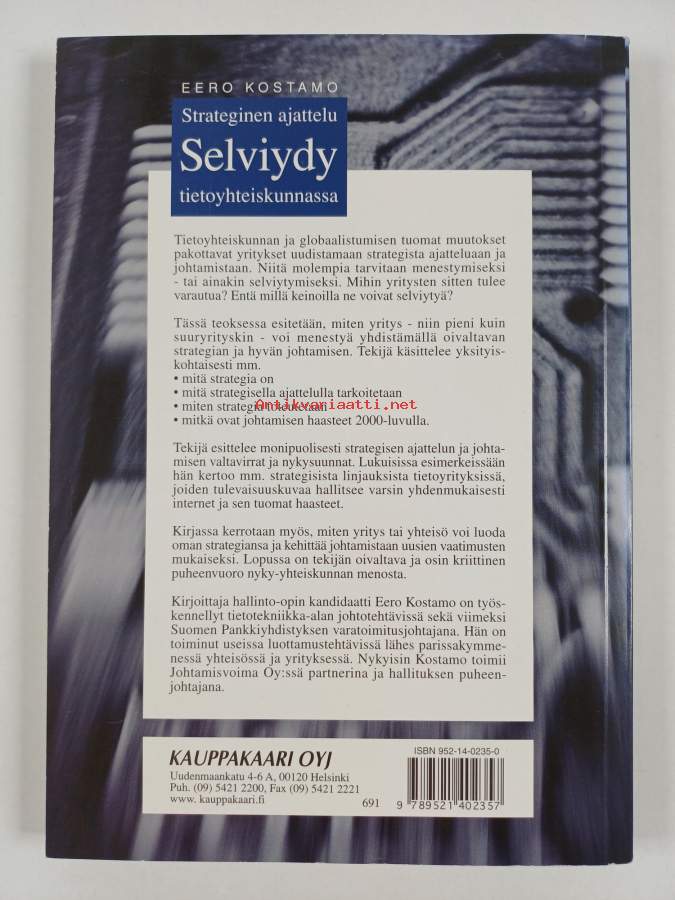 EERO KOSTAMO
Strateginen ajattelu
Selviydy
tietoyhteiskunnassa
Tietoyhteiskunnan ja globaalistumisen tuomat muutokset
pakottavat yritykset uudistamaan strategista ajatteluaan ja
johtamistaan. Niitä molempia tarvitaan menestymiseksi
- tai ainakin selviytymiseksi. Mihin yritysten sitten tulee
varautua? Entä millä keinoilla ne voivat selviytyä?
Tässä teoksessa esitetään, miten yritys - niin pieni kuin
suuryrityskin - voi menestyä yhdistämällä oivaltavan
strategian ja hyvän johtamisen. Tekijä käsittelee yksityis-
kohtaisesti mm.
• mitä strategia on
• mitä strategisella ajattelulla tarkoitetaan
Antikvariaatti.net
• miten strategia toteutetaan
• mitkä ovat johtamisen haasteet 2000-luvulla.
Tekijä esittelee monipuolisesti strategisen ajattelun ja johta-
misen valtavirrat ja nykysuunnat. Lukuisissa esimerkeissään
hän kertoo mm. strategisista linjauksista tietoyrityksissä,
joiden tulevaisuuskuvaa hallitsee varsin yhdenmukaisesti
internet ja sen tuomat haasteet.
Kirjassa kerrotaan myös, miten yritys tai yhteisö voi luoda
oman strategiansa ja kehittää johtamistaan uusien vaatimusten
mukaiseksi. Lopussa on tekijän oivaltava ja osin kriittinen
puheenvuoro nyky-yhteiskunnan menosta.
Kirjoittaja hallinto-opin kandidaatti Eero Kostamo on työs-
kennellyt tietotekniikka-alan johtotehtävissä sekä viimeksi
Suomen Pankkiyhdistyksen varatoimitusjohtajana. Hän on
toiminut useissa luottamustehtävissä lähes parissakymme-
nessä yhteisössä ja yrityksessä. Nykyisin Kostamo toimii
Johtamisvoima Oy:ssä partnerina ja hallituksen puheen-
johtajana.
KAUPPAKAARI OYJ
Uudenmaankatu 4-6 A, 00120 Helsinki
Puh. (09) 5421 2200, Fax (09) 5421 2221
www. kauppakaari.fi
691
ISBN 952-14-0235-0
9 789521 402357